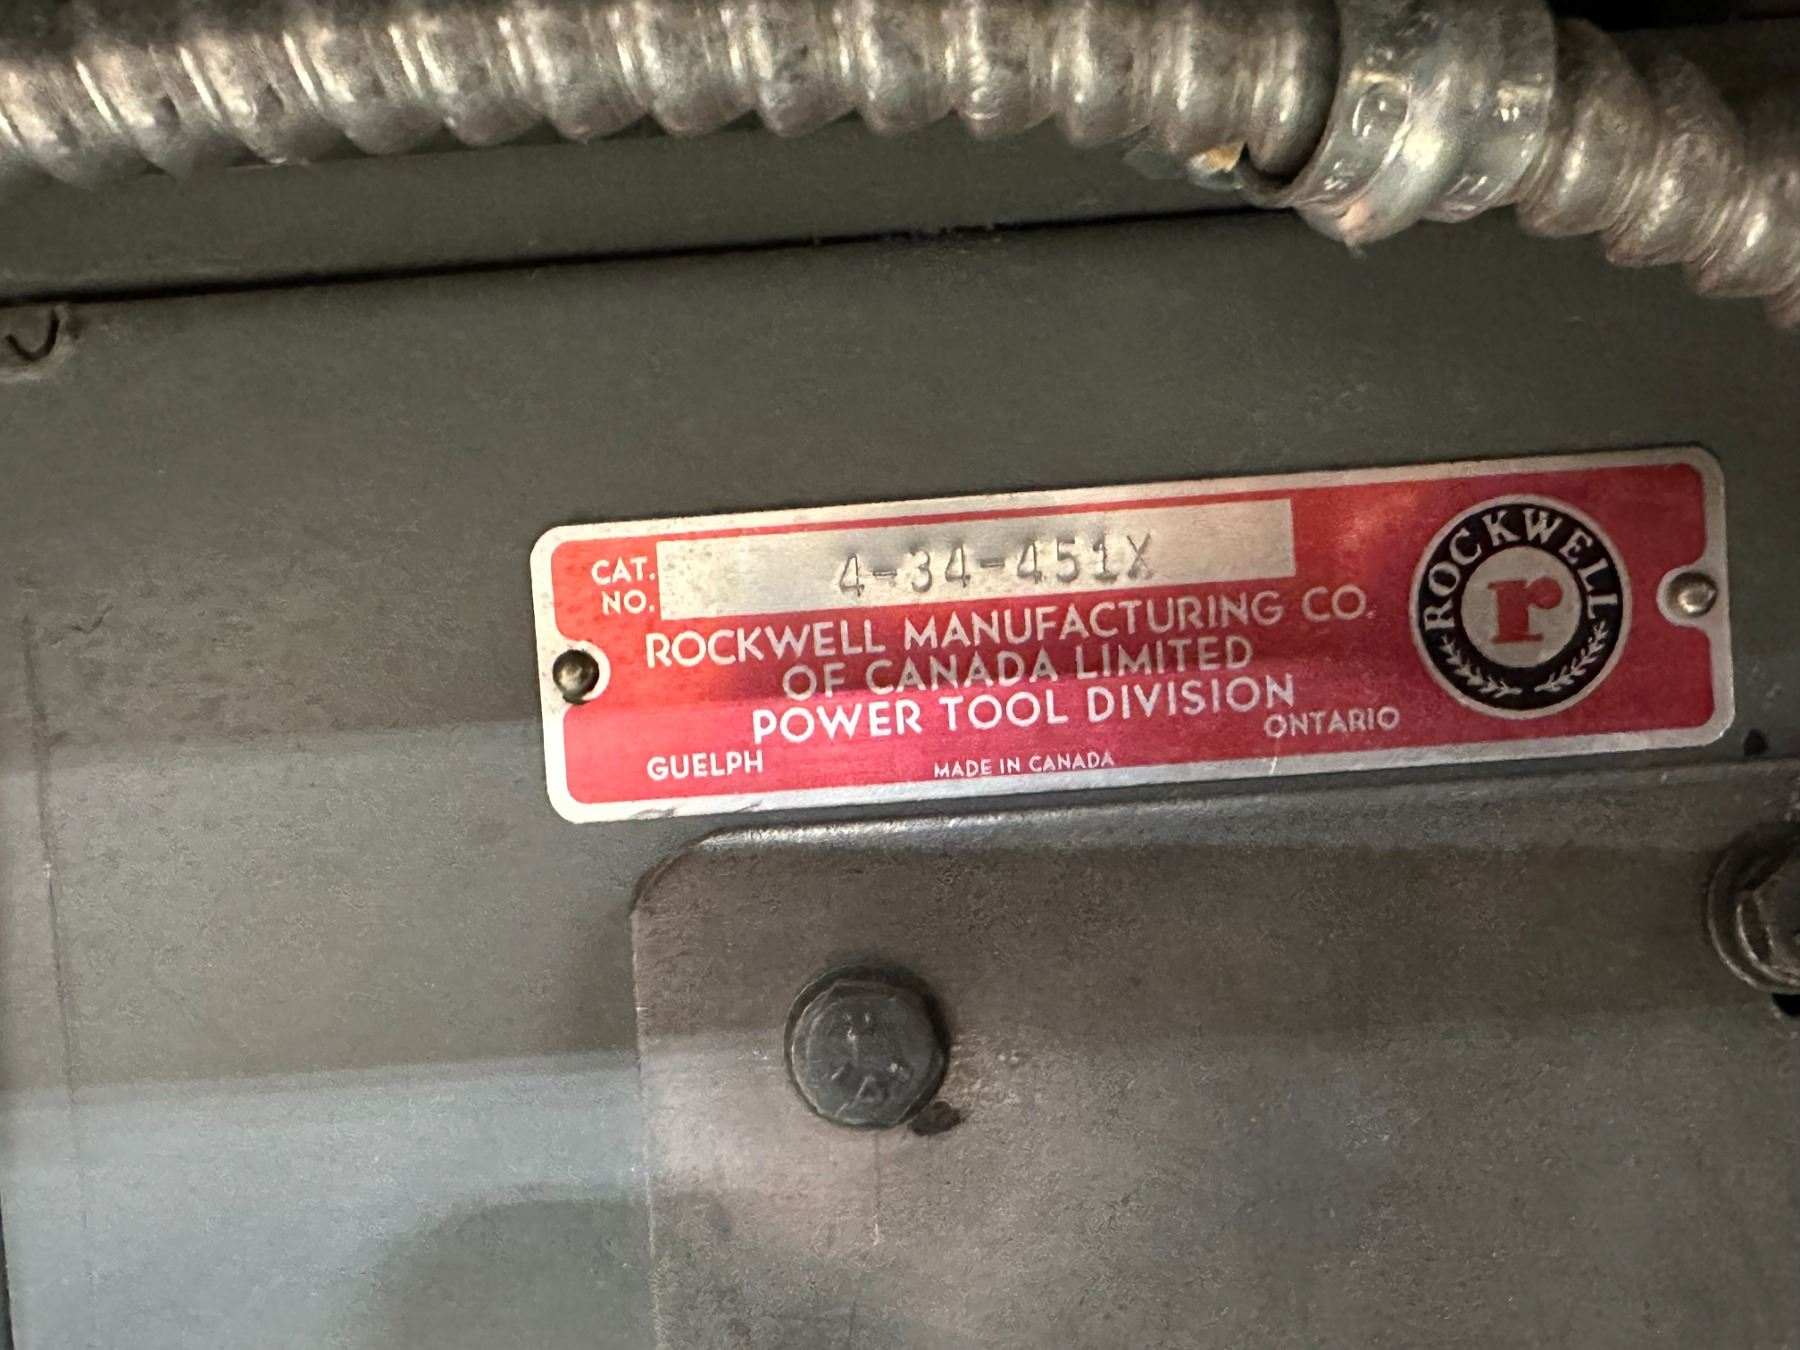 CAT. NO. 4-34-451X
ROCKWELL MANUFACTURING CO.
OF CANADA LIMITED
POWER TOOL DIVISION
GUELPH MADE IN CANADA ONTARIO
ROCKWELL
r